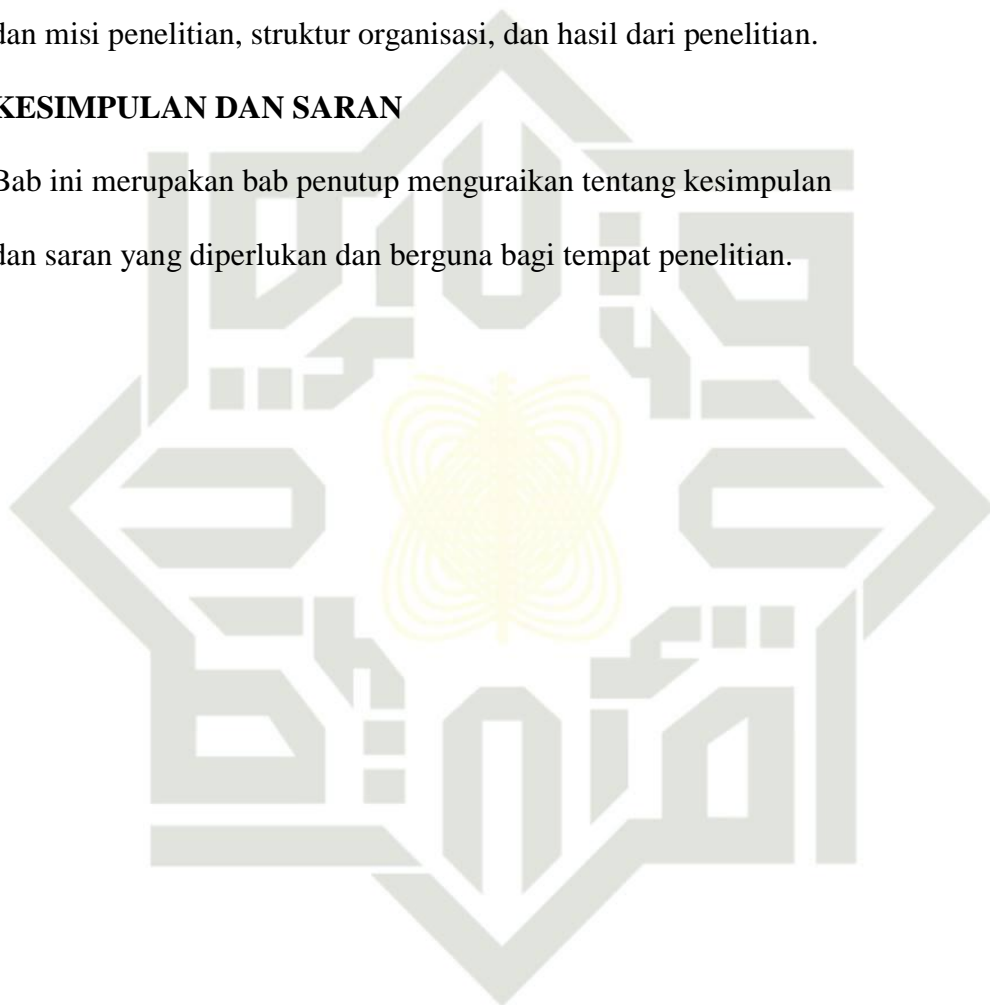 dan misi penelitian, struktur organisasi, dan hasil dari penelitian.
KESIMPULAN DAN SARAN
Bab ini merupakan bab penutup menguraikan tentang kesimpulan
dan saran yang diperlukan dan berguna bagi tempat penelitian.